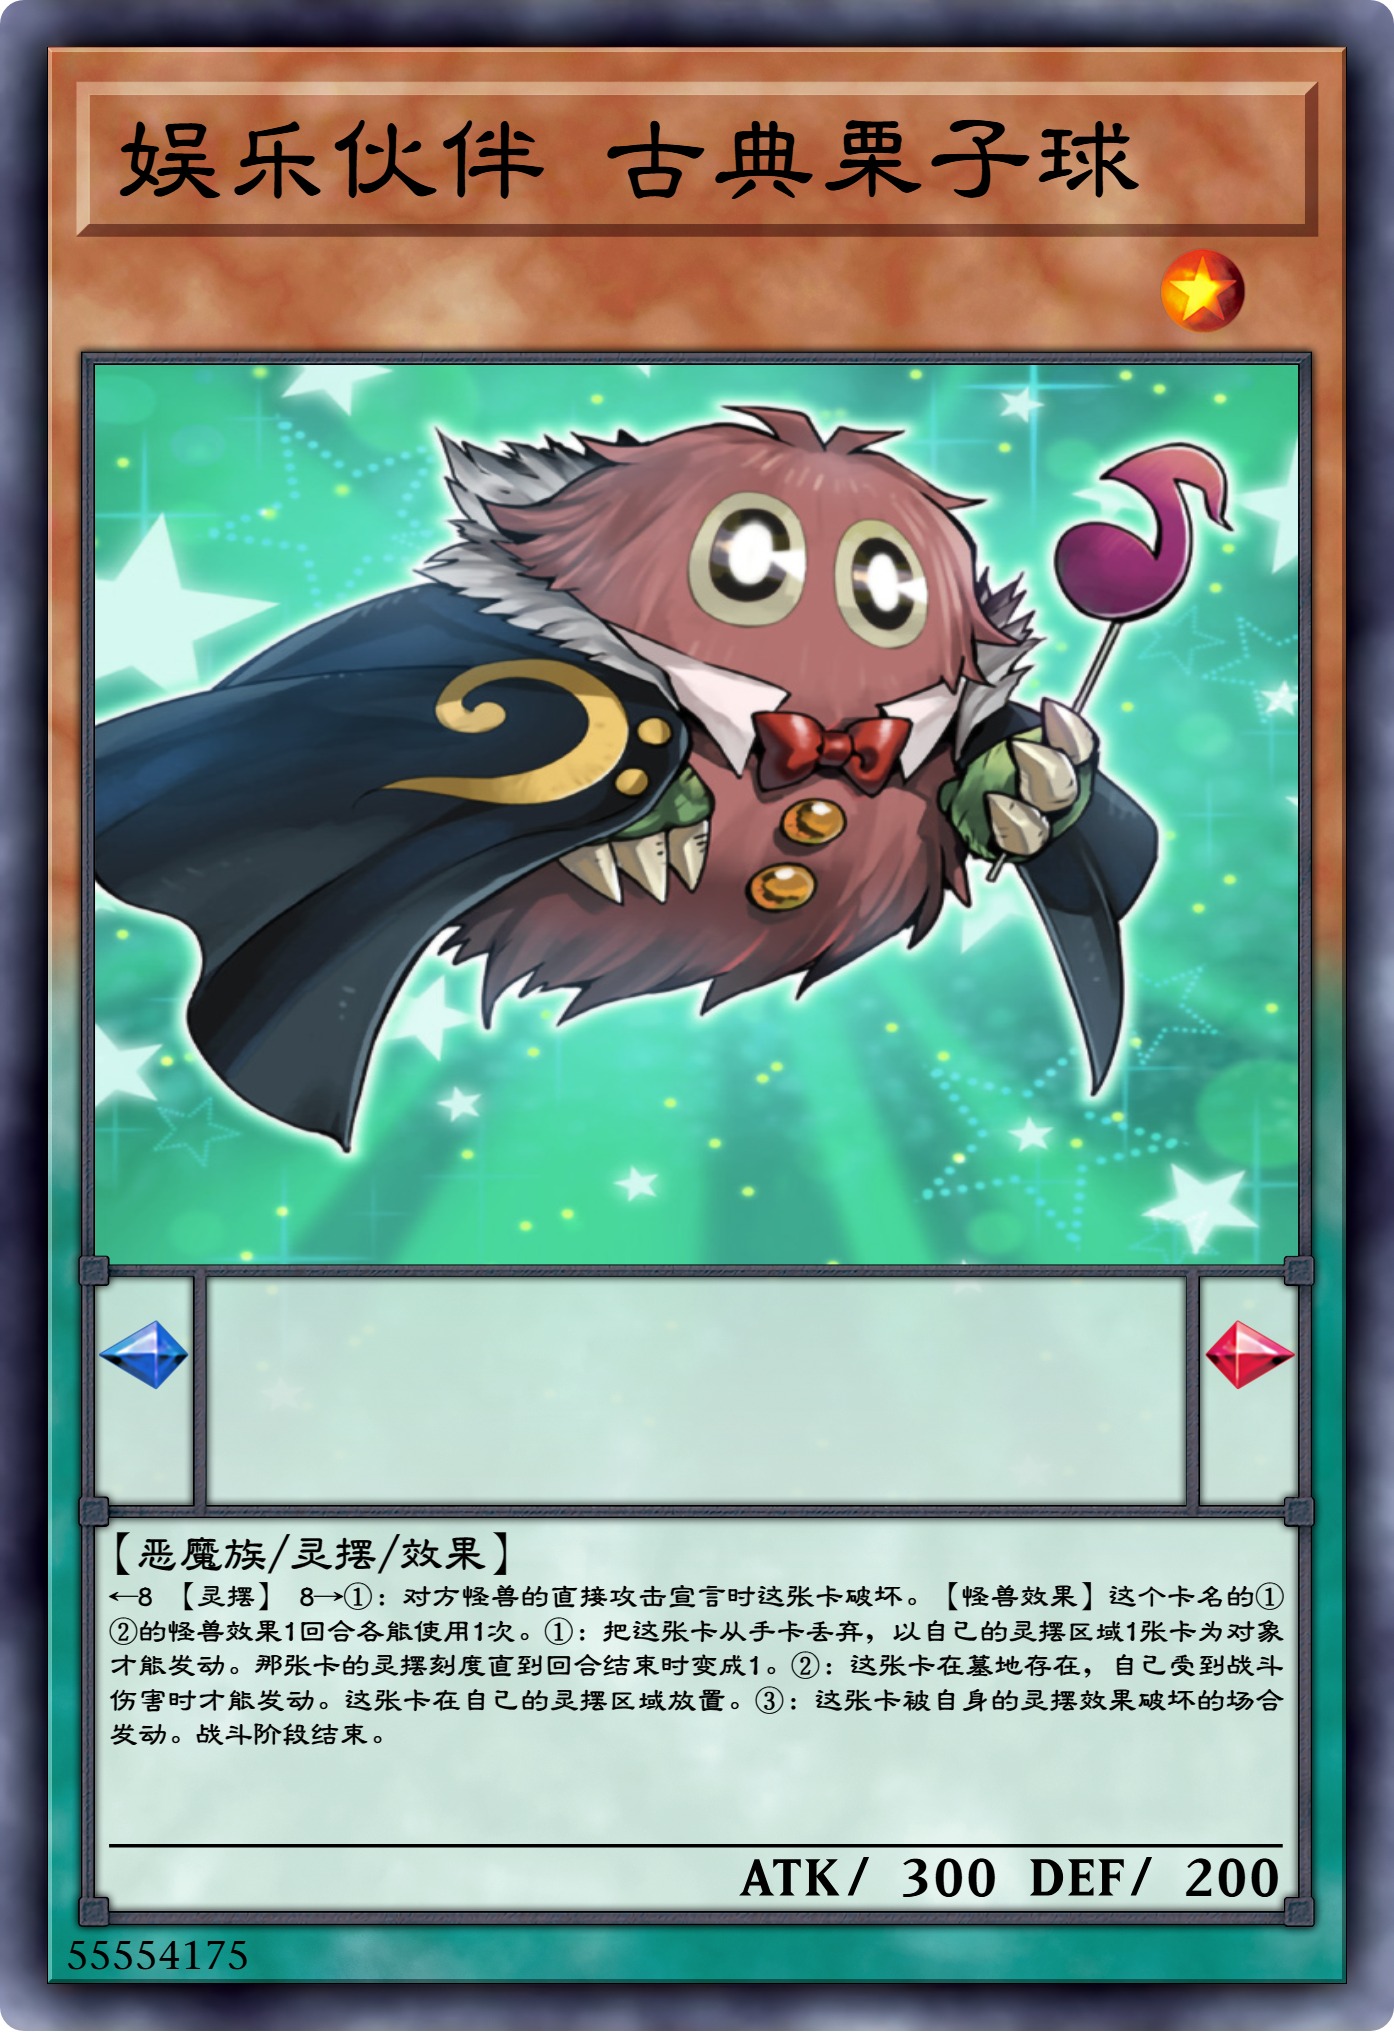 娱乐伙伴 古典栗子球
【恶魔族/灵摆/效果】
←8 【灵摆】 8→①：对方怪兽的直接攻击宣言时这张卡破坏。【怪兽效果】这个卡名的①
②的怪兽效果1回合各能使用1次。①：把这张卡从手卡丢弃，以自己的灵摆区域1张卡为对象
才能发动。那张卡的灵摆刻度直到回合结束时变成1。②：这张卡在墓地存在，自己受到战斗
伤害时才能发动。这张卡在自己的灵摆区域放置。③：这张卡被自身的灵摆效果破坏的场合
发动。战斗阶段结束。
ATK/ 300 DEF/ 200
55554175